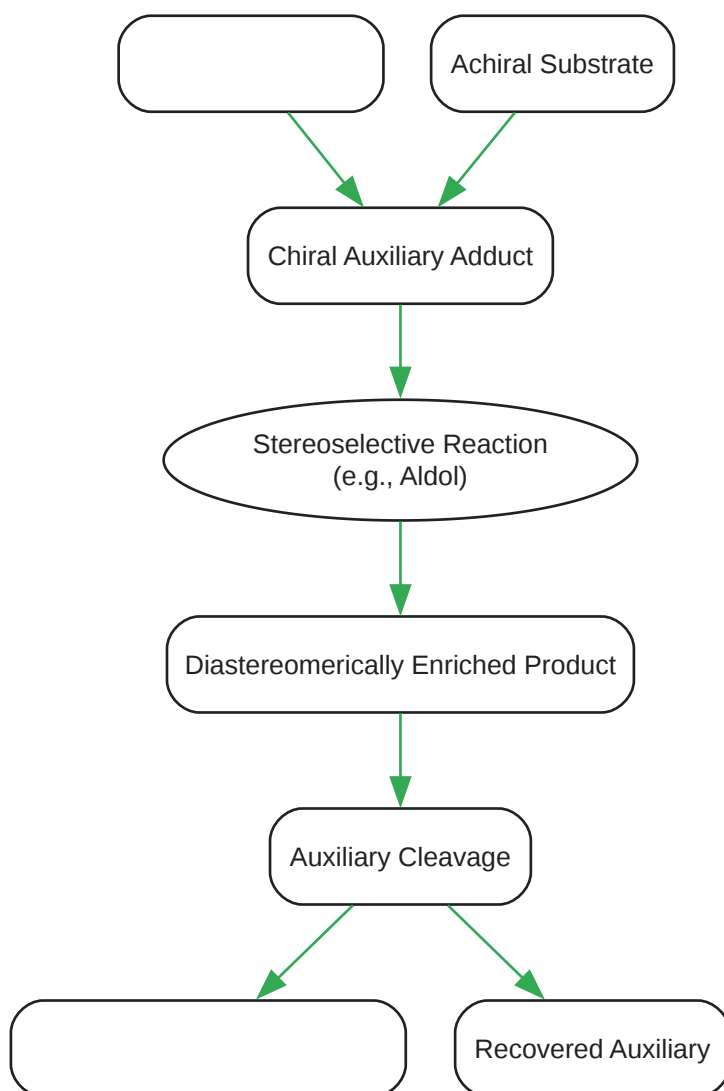 Achiral Substrate
Chiral Auxiliary Adduct
Stereoselective Reaction
(e.g., Aldol)
Diastereomerically Enriched Product
Auxiliary Cleavage
Recovered Auxiliary